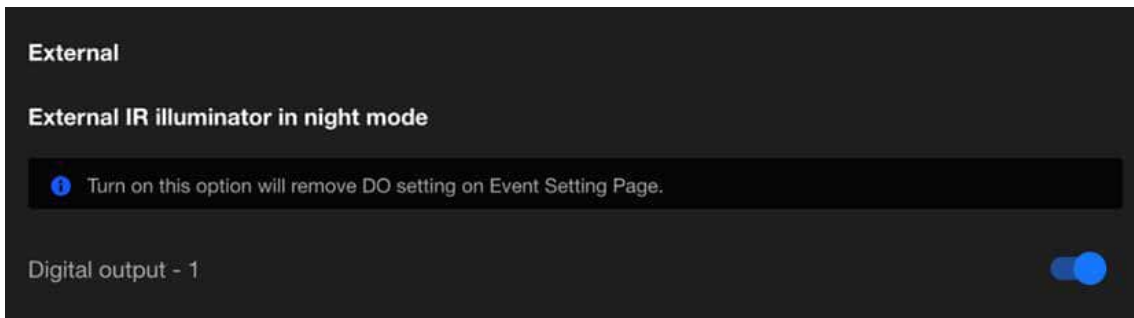 External
External IR illuminator in night mode
Turn on this option will remove DO setting on Event Setting Page.
Digital output - 1